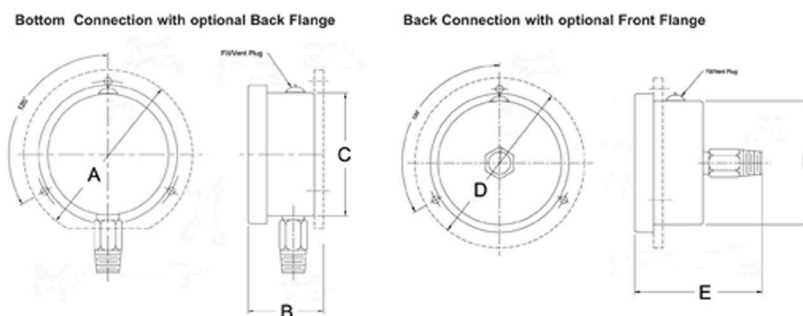 Bottom Connection with optional Back Flange
Back Connection with optional Front Flange
Fill/Vent Plug
120°
A
B
C
Fill/Vent Plug
D
E